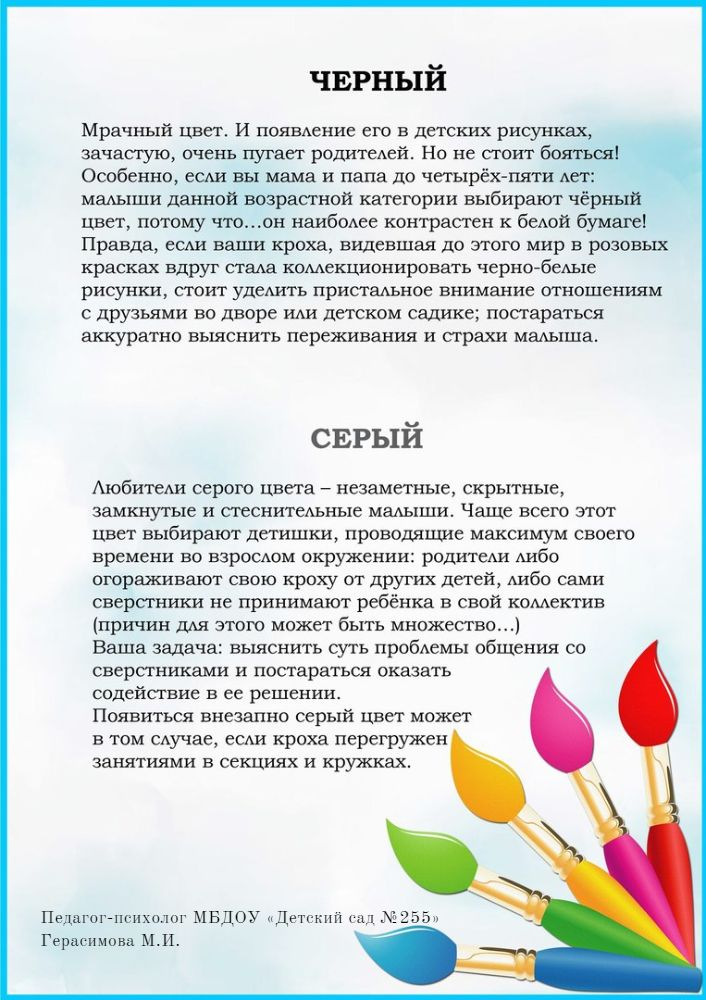 ЧЕРНЫЙ
Мрачный цвет. И появление его в детских рисунках,
зачастую, очень пугает родителей. Но не стоит бояться!
Особенно, если вы мама и папа до четырёх-пяти лет:
малыши данной возрастной категории выбирают чёрный
цвет, потому что...он наиболее контрастен к белой бумаге!
Правда, если ваши кроха, видевшая до этого мир в розовых
красках вдруг стала коллекционировать черно-белые
рисунки, стоит уделить пристальное внимание отношениям
с друзьями во дворе или детском садике; постараться
аккуратно выяснить переживания и страхи малыша.
СЕРЫЙ
Любители серого цвета – незаметные, скрытные,
замкнутые и стеснительные малыши. Чаще всего этот
цвет выбирают детишки, проводящие максимум своего
времени во взрослом окружении: родители либо
огораживают свою кроху от других детей, либо сами
сверстники не принимают ребёнка в свой коллектив
(причин для этого может быть множество...)
Ваша задача: выяснить суть проблемы общения со
сверстниками и постараться оказать
содействие в ее решении.
Появиться внезапно серый цвет может
в том случае, если кроха перегружен
занятиями в секциях и кружках.
Педагог-психолог МБДОУ «Детский сад №255»
Герасимова М.И.